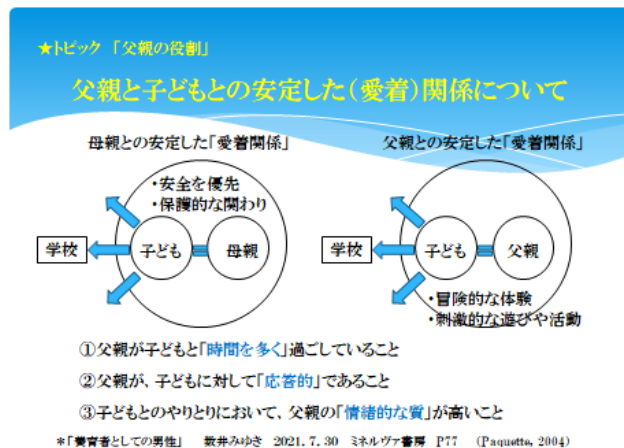 ★トピック 「父親の役割」
父親と子どもとの安定した(愛着)関係について
母親との安定した「愛着関係」
・安全を優先
・保護的な関わり
学校
子ども
母親
父親との安定した「愛着関係」
学校
子ども
父親
・冒険的な体験
・刺激的な遊びや活動
①父親が子どもと「時間を多く」過ごしていること
②父親が、子どもに対して「応答的」であること
③子どもとのやりとりにおいて、父親の「情緒的な質」が高いこと
*「養育者としての男性」 数井みゆき 2021.7.30 ミネルヴァ書房 P77 (Paquette, 2004)